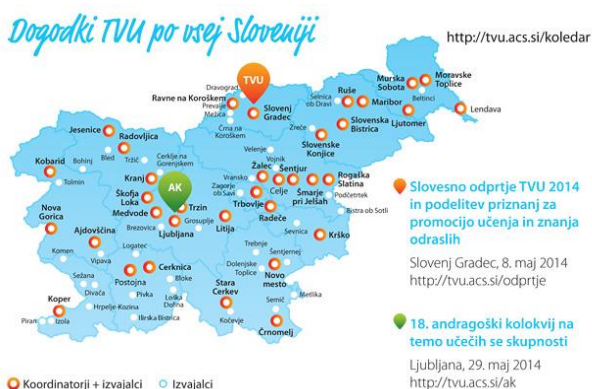 Dogodki TVU po vsej Sloveniji
http://tvu.acs.si/koledar
TVU
Dravograd
Ravne na Koroškem
Prevalje
Mežica
Črna na
Koroškem
Slovenj
Gradec
Selnica
ob Dravi
Ruše
Maribor
Murska
Sobota
Moravske
Toplice
Beltinci
Lendava
Ljutomer
Slovenska
Bistrica
Zreče
Slovenske
Konjice
Jesenice
Radovljica
Kobarid
Bohinj
Bled
Tržič
Cerklje na
Gorenjskem
Tolmin
Kranj
AK
Škofja
Loka
Medvode
Trzin
Velenje
Vojnik
Žalec
Šentjur
Vransko
Zagorje
ob Savi
Celje
Šmarje
pri Jelšah
Rogaška
Slatina
Podčetrtek
Bistra ob Sotli
Trbovlje
Radeče
Nova
Gorica
Ajdovščina
Brezovica
Ljubljana
Grosuplje
Litija
Sevnica
Krško
Komen
Vipava
Logatec
Trebnje
Šentjernej
Sežana
Divača
Postojna
Cerknica
Bloke
Dolenjske
Toplice
Novo
mesto
Koper
Piran
Izola
Hrpelje-Kozina
Pivka
Ilirska Bistrica
Loška
Dolina
Stara
Cerkev
Kočevje
Semič
Metlika
Črnomelj
Slovesno odprtje TVU 2014
in podelitev priznanj za
promocijo učenja in znanja
odraslih
Slovenj Gradec, 8. maj 2014
http://tvu.acs.si/odprtje
18. andragoški kolokvij na
temo učečih se skupnosti
Ljubljana, 29. maj 2014
http://tvu.acs.si/ak
Koordinatorji + izvajalci
Izvajalci